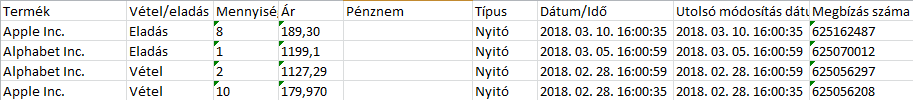 Termék Vétel/eladás Mennyisé Ár Pénznem Típus Dátum/Idő Utolsó módosítás dátu Megbízás száma
Apple Inc. Eladás 8 189,30 Nyitó 2018. 03. 10. 16:00:35 2018. 03. 10. 16:00:35 625162487
Alphabet Inc. Eladás 1 1199,1 Nyitó 2018. 03. 05. 16:00:59 2018. 03. 05. 16:00:59 625070012
Alphabet Inc. Vétel 2 1127,29 Nyitó 2018. 02. 28. 16:00:59 2018. 02. 28. 16:00:59 625056297
Apple Inc. Vétel 10 179,970 Nyitó 2018. 02. 28. 16:00:35 2018. 02. 28. 16:00:35 625056208